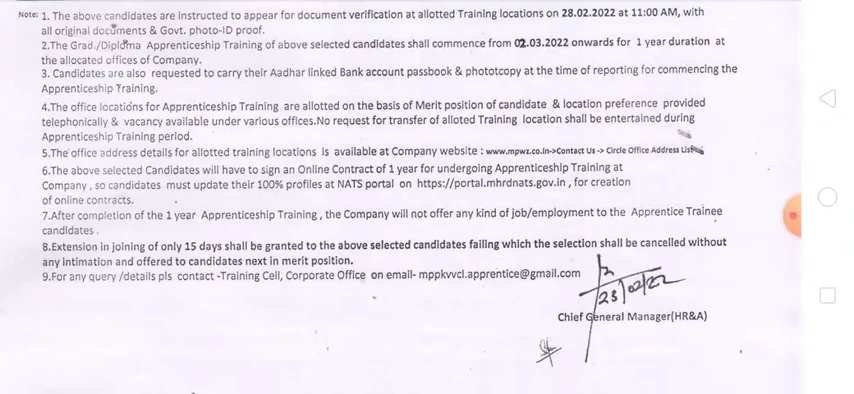 Note: 1. The above candidates are Instructed to appear for document verification at allotted Training locations on 28.02.2022 at 11:00 AM, with
all original documents & Govt. photo-ID proof.
2.The Grad./Diploma Apprenticeship Training of above selected candidates shall commence from 02.03.2022 onwards for 1 year duration at
the allocated offices of Company.
3. Candidates are also requested to carry their Aadhar linked Bank account passbook & phototcopy at the time of reporting for commencing the
Apprenticeship Training.
4.The office locations for Apprenticeship Training are allotted on the basis of Merit position of candidate & location preference provided
telephonically & vacancy available under various offices.No request for transfer of alloted Training location shall be entertained during
Apprenticeship Training period.
5.The office address details for allotted training locations is available at Company website : www.mpwz.co.in->Contact Us -> Circle Office Address List
6.The above selected Candidates will have to sign an Online Contract of 1 year for undergoing Apprenticeship Training at
Company , so candidates must update their 100% profiles at NATS portal on https://portal.mhrdnats.gov.in , for creation
of online contracts.
7.After completion of the 1 year Apprenticeship Training , the Company will not offer any kind of job/employment to the Apprentice Trainee
candidates .
8.Extension in joining of only 15 days shall be granted to the above selected candidates failing which the selection shall be cancelled without
any intimation and offered to candidates next in merit position.
9.For any query /details pls contact -Training Cell, Corporate Office on email- mppkvvcl.apprentice@gmail.com
23/02/22
Chief General Manager(HR&A)